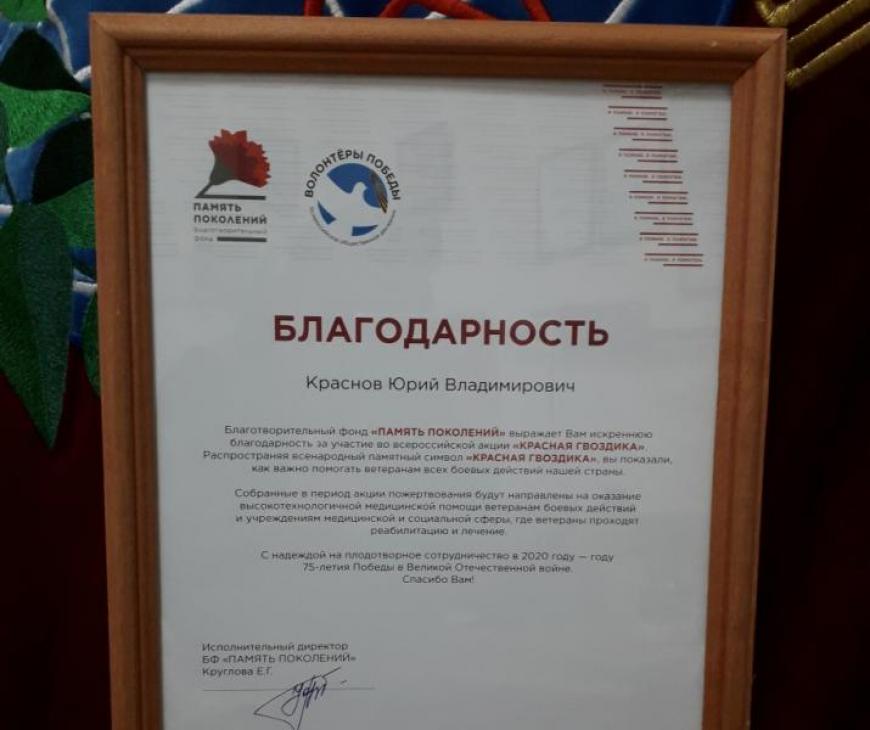 ПАМЯТЬ
ПОКОЛЕНИЙ
БЛАГОТВОРИТЕЛЬНЫЙ
ФОНД
ВОЛОНТЁРЫ ПОБЕДЫ
БЛАГОДАРНОСТЬ
Краснов Юрий Владимирович
Благотворительный фонд «ПАМЯТЬ ПОКОЛЕНИЙ» выражает Вам искреннюю
благодарность за участие во всероссийской акции «КРАСНАЯ ГВОЗДИКА».
Распространяя всенародный памятный символ «КРАСНАЯ ГВОЗДИКА», вы показали,
как важно помогать ветеранам всех боевых действий нашей страны.
Собранные в период акции пожертвования будут направлены на оказание
высокотехнологичной медицинской помощи ветеранам боевых действий
и учреждениям медицинской и социальной сферы, где ветераны проходят
реабилитацию и лечение.
С надеждой на плодотворное сотрудничество в 2020 году — году
75-летия Победы в Великой Отечественной войне.
Спасибо Вам!
Исполнительный директор
БФ «ПАМЯТЬ ПОКОЛЕНИЙ»
Круглова Е.Г.